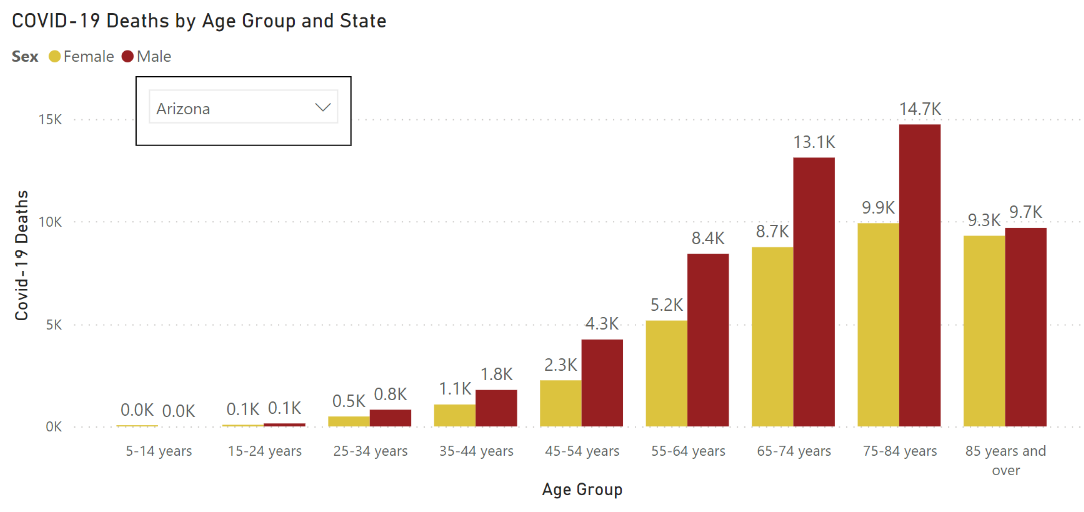 COVID-19 Deaths by Age Group and State
Sex Female Male
Arizona
15K
10K
5K
0K
Covid-19 Deaths
0.0K 0.0K
0.1K 0.1K
0.5K 0.8K
1.1K 1.8K
2.3K 4.3K
5.2K 8.4K
8.7K 13.1K
9.9K 14.7K
9.3K 9.7K
5-14 years 15-24 years 25-34 years 35-44 years 45-54 years 55-64 years 65-74 years 75-84 years 85 years and
over
Age Group